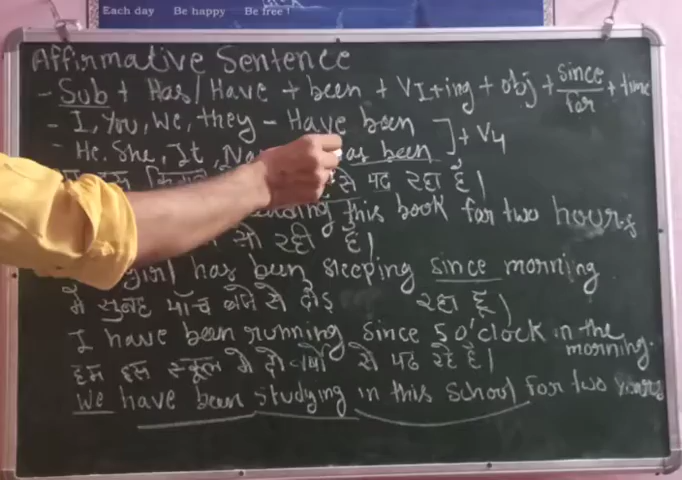 Each day Be happy Be free !
Affirmative Sentence
- Sub + Has/Have + been + V1+ing + obj + since/for + time
- I, You, We, they - Have been ] + V4
- He, She, It, has been
से पढ़ रहा है।
this book for two hours
सो रही है।
girl has been sleeping since morning
मैं सुबह पाँच बजे से दौड़ रहा हूँ।
I have been running since 5 o'clock in the morning.
हम इस स्कूल में दो वर्षों से पढ़ रहे हैं।
We have been studying in this school for two years